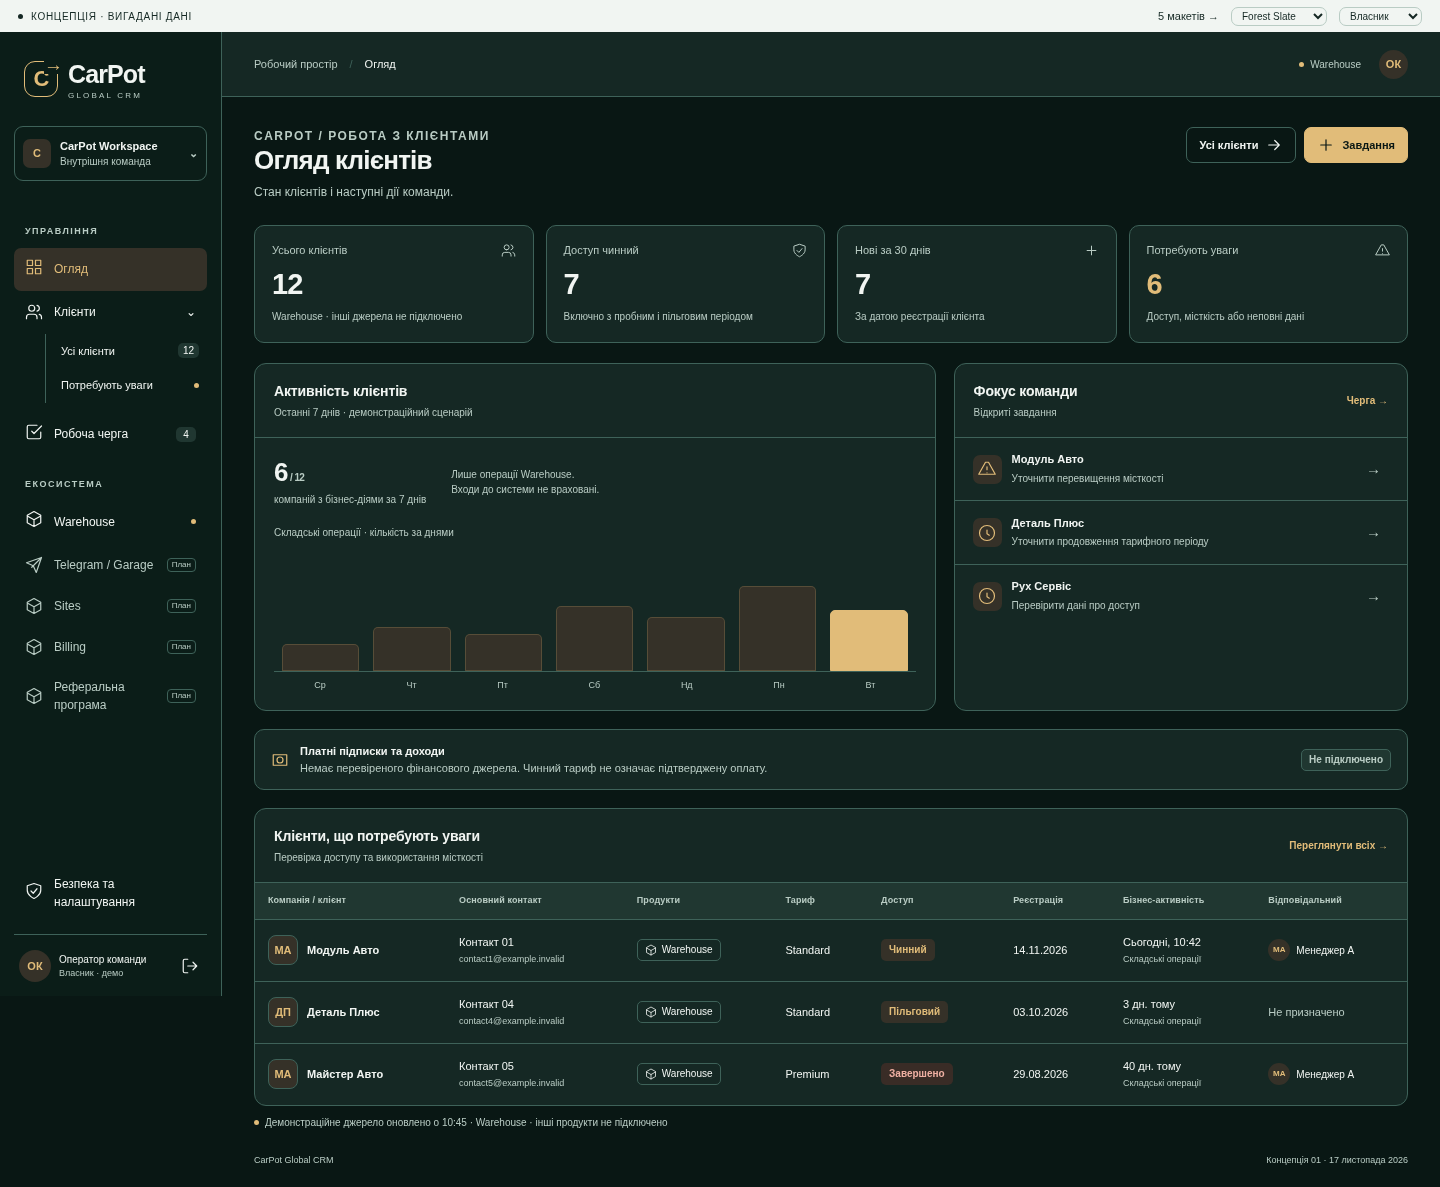 КОНЦЕПЦІЯ · ВИГАДАНІ ДАНІ
5 макетів →
Forest Slate
Власник
C
CarPot
GLOBAL CRM
C
CarPot Workspace
Внутрішня команда
УПРАВЛІННЯ
Огляд
Клієнти
Усі клієнти
12
Потребують уваги
Робоча черга
4
ЕКОСИСТЕМА
Warehouse
Telegram / Garage
План
Sites
План
Billing
План
Реферальна
програма
План
Безпека та
налаштування
ОК
Оператор команди
Власник · демо
Робочий простір / Огляд
Warehouse
ОК
CARPOT / РОБОТА З КЛІЄНТАМИ
Огляд клієнтів
Стан клієнтів і наступні дії команди.
Усі клієнти
Завдання
Усього клієнтів
12
Warehouse · інші джерела не підключено
Доступ чинний
7
Включно з пробним і пільговим періодом
Нові за 30 днів
7
За датою реєстрації клієнта
Потребують уваги
6
Доступ, місткість або неповні дані
Активність клієнтів
Останні 7 днів · демонстраційний сценарій
6 / 12
компаній з бізнес-діями за 7 днів
Лише операції Warehouse.
Входи до системи не враховані.
Складські операції · кількість за днями
Ср
Чт
Пт
Сб
Нд
Пн
Вт
Фокус команди
Відкриті завдання
Черга →
Модуль Авто
Уточнити перевищення місткості
→
Деталь Плюс
Уточнити продовження тарифного періоду
→
Рух Сервіс
Перевірити дані про доступ
→
Платні підписки та доходи
Немає перевіреного фінансового джерела. Чинний тариф не означає підтверджену оплату.
Не підключено
Клієнти, що потребують уваги
Перевірка доступу та використання місткості
Переглянути всіх →
Компанія / клієнт
Основний контакт
Продукти
Тариф
Доступ
Реєстрація
Бізнес-активність
Відповідальний
МА
Модуль Авто
Контакт 01
contact1@example.invalid
Warehouse
Standard
Чинний
14.11.2026
Сьогодні, 10:42
Складські операції
МА
Менеджер А
ДП
Деталь Плюс
Контакт 04
contact4@example.invalid
Warehouse
Standard
Пільговий
03.10.2026
3 дн. тому
Складські операції
Не призначено
МА
Майстер Авто
Контакт 05
contact5@example.invalid
Warehouse
Premium
Завершено
29.08.2026
40 дн. тому
Складські операції
МА
Менеджер А
Демонстраційне джерело оновлено о 10:45 · Warehouse · інші продукти не підключено
CarPot Global CRM
Концепція 01 · 17 листопада 2026